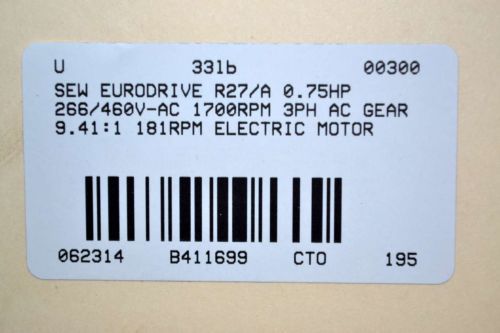 U 33lb 00300
SEW EURODRIVE R27/A 0.75HP
266/460V-AC 1700RPM 3PH AC GEAR
9.41:1 181RPM ELECTRIC MOTOR
062314 B411699 CTO 195